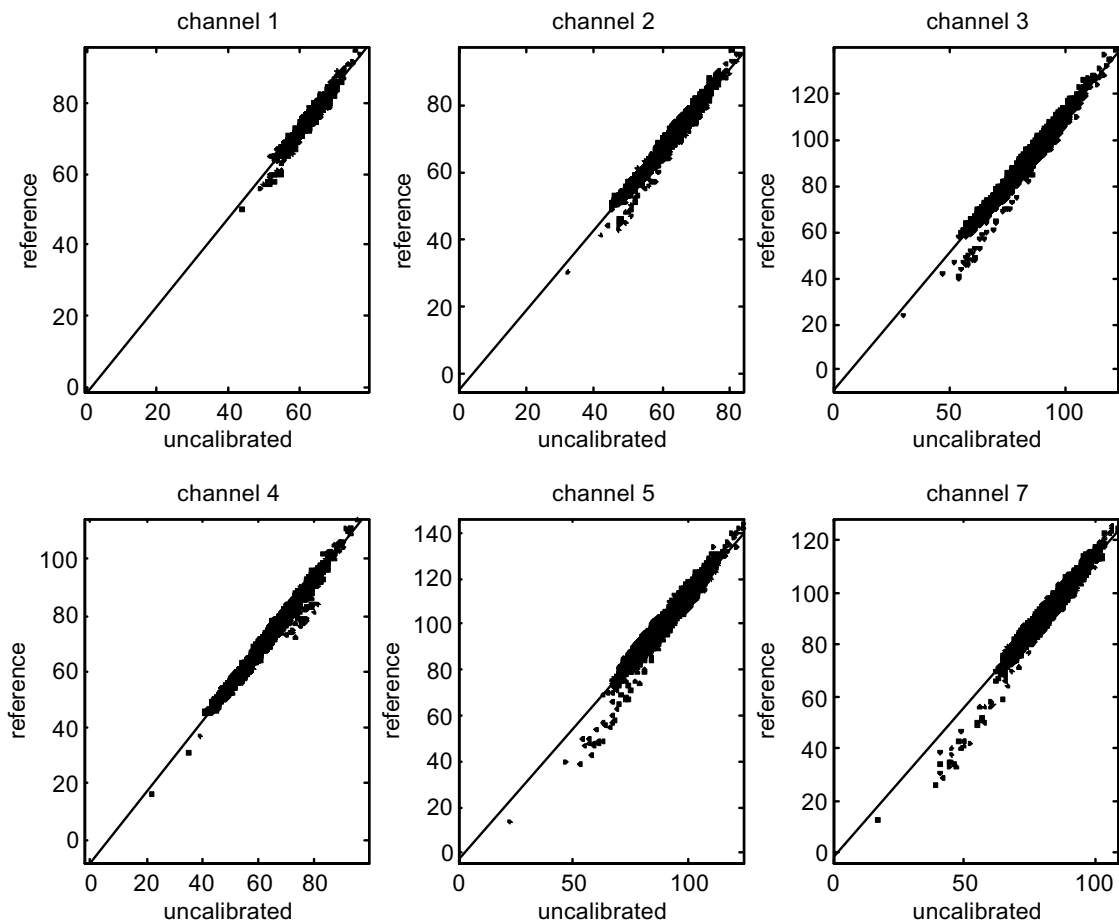 channel 1
80
60
40
20
0
reference
0 20 40 60
uncalibrated
channel 2
80
60
40
20
0
reference
0 20 40 60 80
uncalibrated
channel 3
120
100
80
60
40
20
0
reference
0 50 100
uncalibrated
channel 4
100
80
60
40
20
0
reference
0 20 40 60 80
uncalibrated
channel 5
140
120
100
80
60
40
20
0
reference
0 50 100
uncalibrated
channel 7
120
100
80
60
40
20
0
reference
0 50 100
uncalibrated